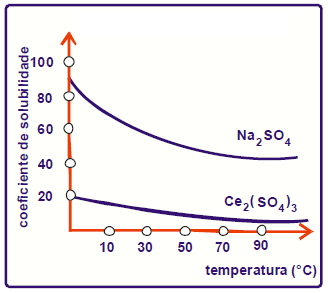 coeficiente de solubilidade
100
80
60
40
20
Na₂SO₄
Ce₂(SO₄)₃
10 30 50 70 90
temperatura (°C)